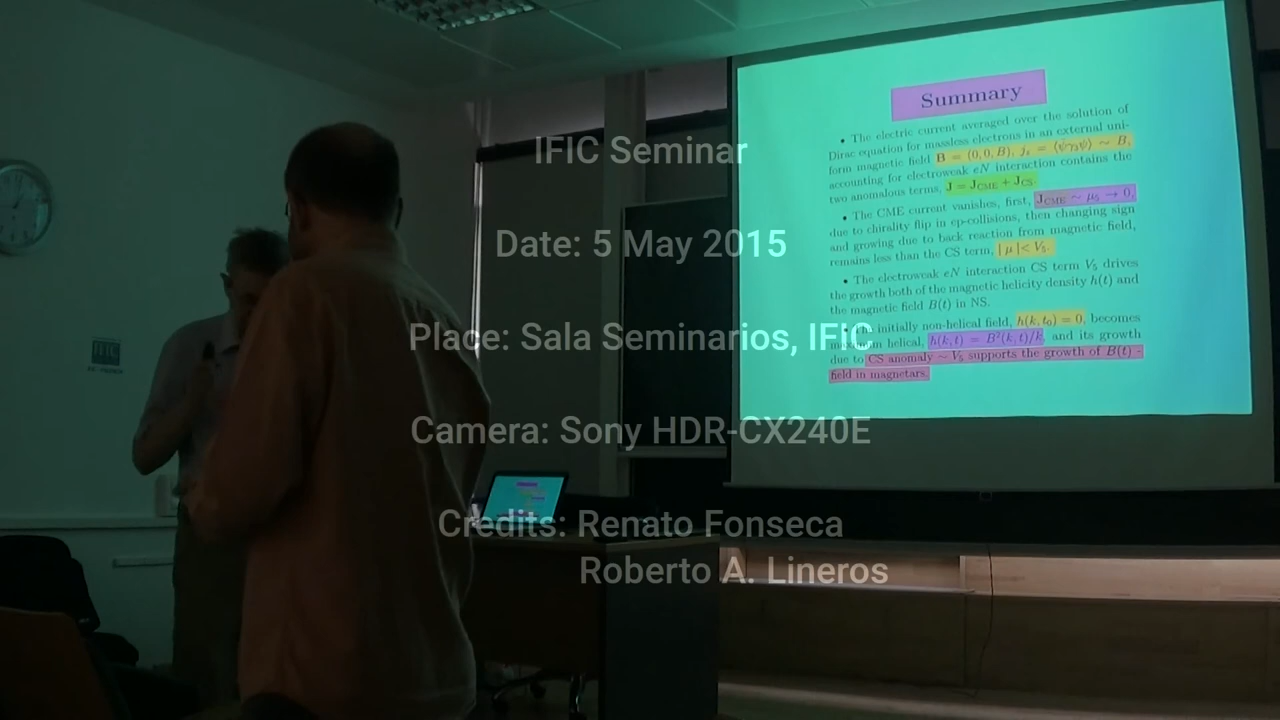 IFIC Seminar
Date: 5 May 2015
Place: Sala Seminarios, IFIC
Camera: Sony HDR-CX240E
Credits: Renato Fonseca
Roberto A. Lineros
IFIC
Summary
• The electric current averaged over the solution of
Dirac equation for massless electrons in an external uni-
form magnetic field B = (0, 0, B), j₅ = ⟨ψ̄γ₃ψ⟩ ∼ B,
accounting for electroweak eN interaction contains the
two anomalous terms, J = J_CME + J_CS.
• The CME current vanishes, first, J_CME ∼ μ₅ → 0,
due to chirality flip in ep-collisions, then changing sign
and growing due to back reaction from magnetic field,
remains less than the CS term, | μ |< V₅.
• The electroweak eN interaction CS term V₅ drives
the growth both of the magnetic helicity density h(t) and
the magnetic field B(t) in NS.
initially non-helical field, h(k, t₀) = 0, becomes
helical, h(k, t) = B²(k, t)/k, and its growth
due to CS anomaly ∼ V₅ supports the growth of B(t) -
field in magnetars.